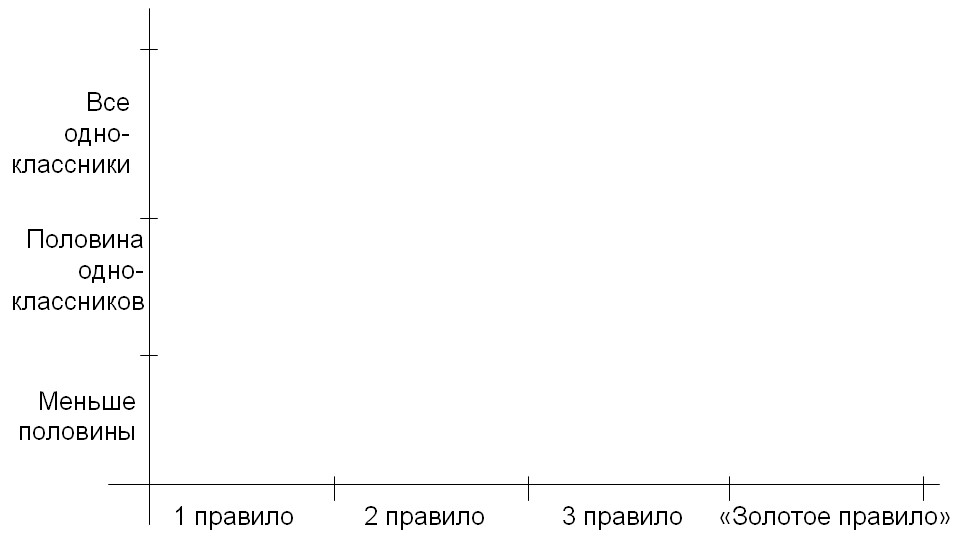 Все
одно-
классники
Половина
одно-
классников
Меньше
половины
1 правило 2 правило 3 правило «Золотое правило»